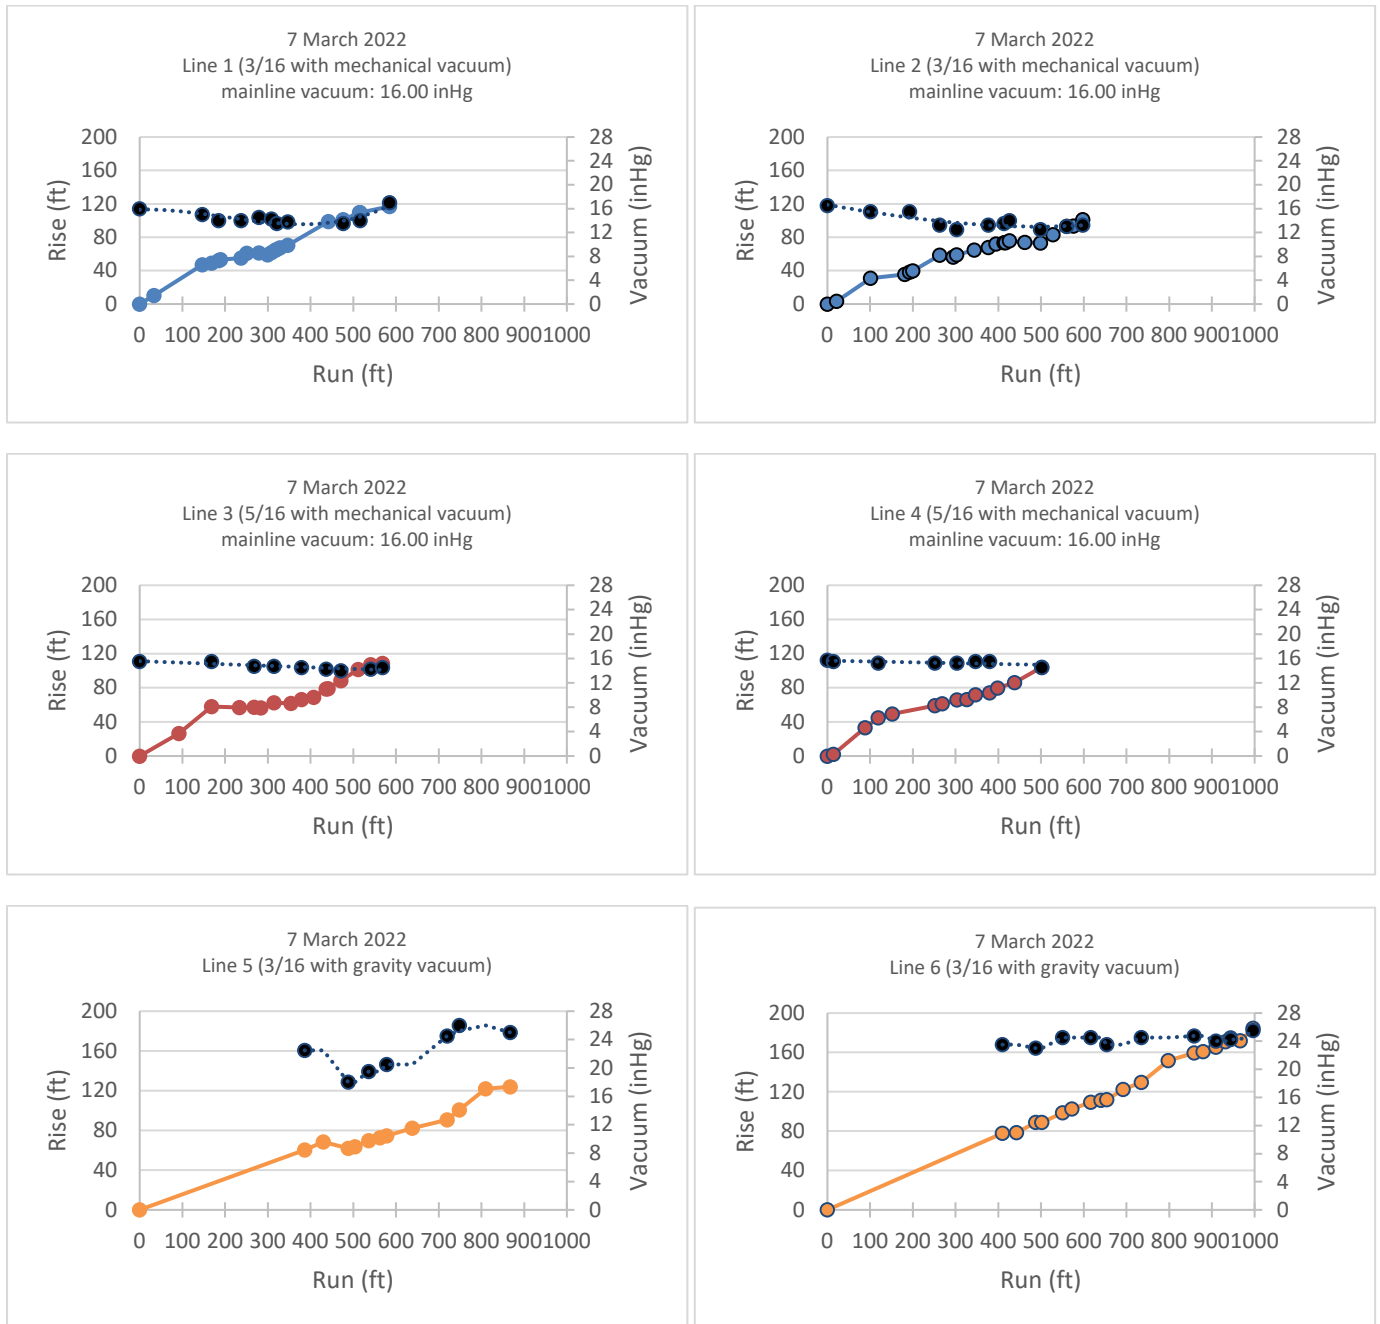 7 March 2022
Line 1 (3/16 with mechanical vacuum)
mainline vacuum: 16.00 inHg
200
160
120
80
40
0
Rise (ft)
28
24
20
16
12
8
4
0
Vacuum (inHg)
0 100 200 300 400 500 600 700 800 9001000
Run (ft)
7 March 2022
Line 2 (3/16 with mechanical vacuum)
mainline vacuum: 16.00 inHg
200
160
120
80
40
0
Rise (ft)
28
24
20
16
12
8
4
0
Vacuum (inHg)
0 100 200 300 400 500 600 700 800 9001000
Run (ft)
7 March 2022
Line 3 (5/16 with mechanical vacuum)
mainline vacuum: 16.00 inHg
200
160
120
80
40
0
Rise (ft)
28
24
20
16
12
8
4
0
Vacuum (inHg)
0 100 200 300 400 500 600 700 800 9001000
Run (ft)
7 March 2022
Line 4 (5/16 with mechanical vacuum)
mainline vacuum: 16.00 inHg
200
160
120
80
40
0
Rise (ft)
28
24
20
16
12
8
4
0
Vacuum (inHg)
0 100 200 300 400 500 600 700 800 9001000
Run (ft)
7 March 2022
Line 5 (3/16 with gravity vacuum)
200
160
120
80
40
0
Rise (ft)
28
24
20
16
12
8
4
0
Vacuum (inHg)
0 100 200 300 400 500 600 700 800 9001000
Run (ft)
7 March 2022
Line 6 (3/16 with gravity vacuum)
200
160
120
80
40
0
Rise (ft)
28
24
20
16
12
8
4
0
Vacuum (inHg)
0 100 200 300 400 500 600 700 800 9001000
Run (ft)